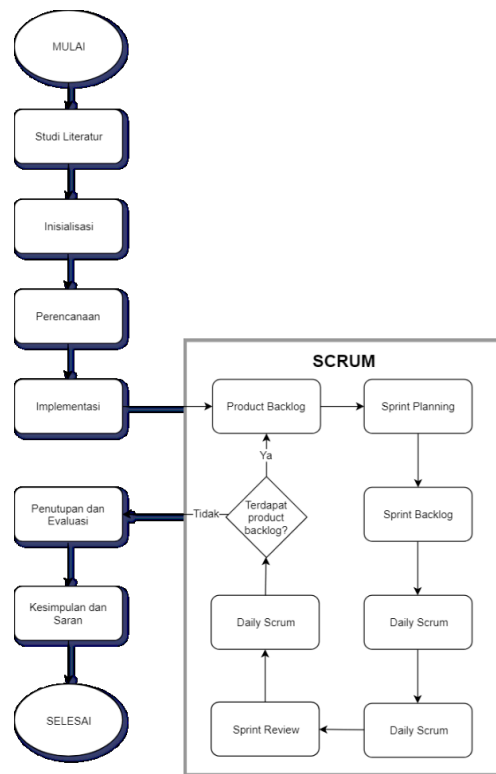 MULAI
Studi Literatur
Inisialisasi
Perencanaan
Implementasi
SCRUM
Product Backlog
Sprint Planning
Sprint Backlog
Daily Scrum
Daily Scrum
Sprint Review
Daily Scrum
Terdapat
product
backlog?
Ya
Tidak
Penutupan dan
Evaluasi
Kesimpulan dan
Saran
SELESAI